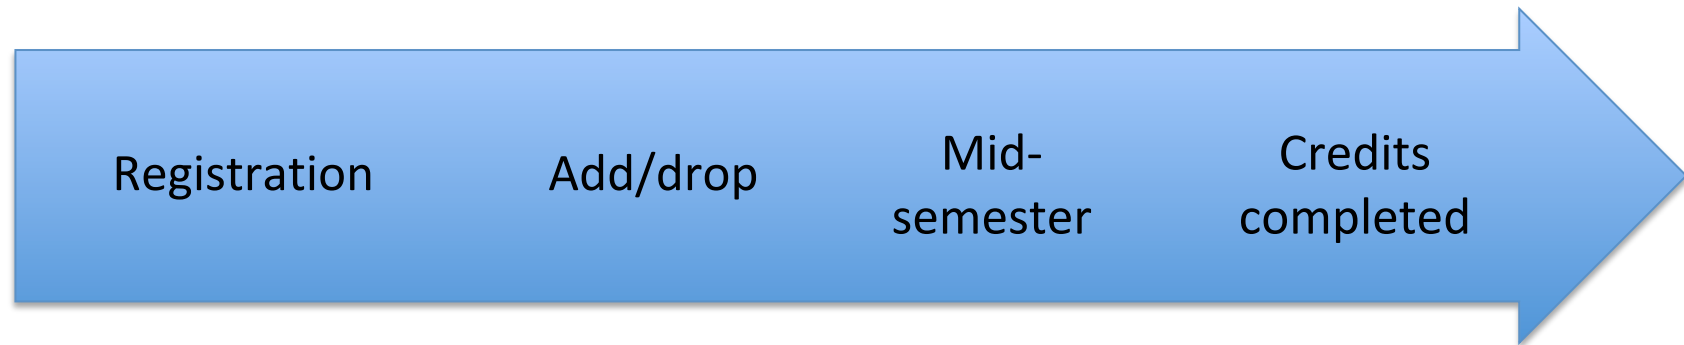 Registration
Add/drop
Mid-
semester
Credits
completed